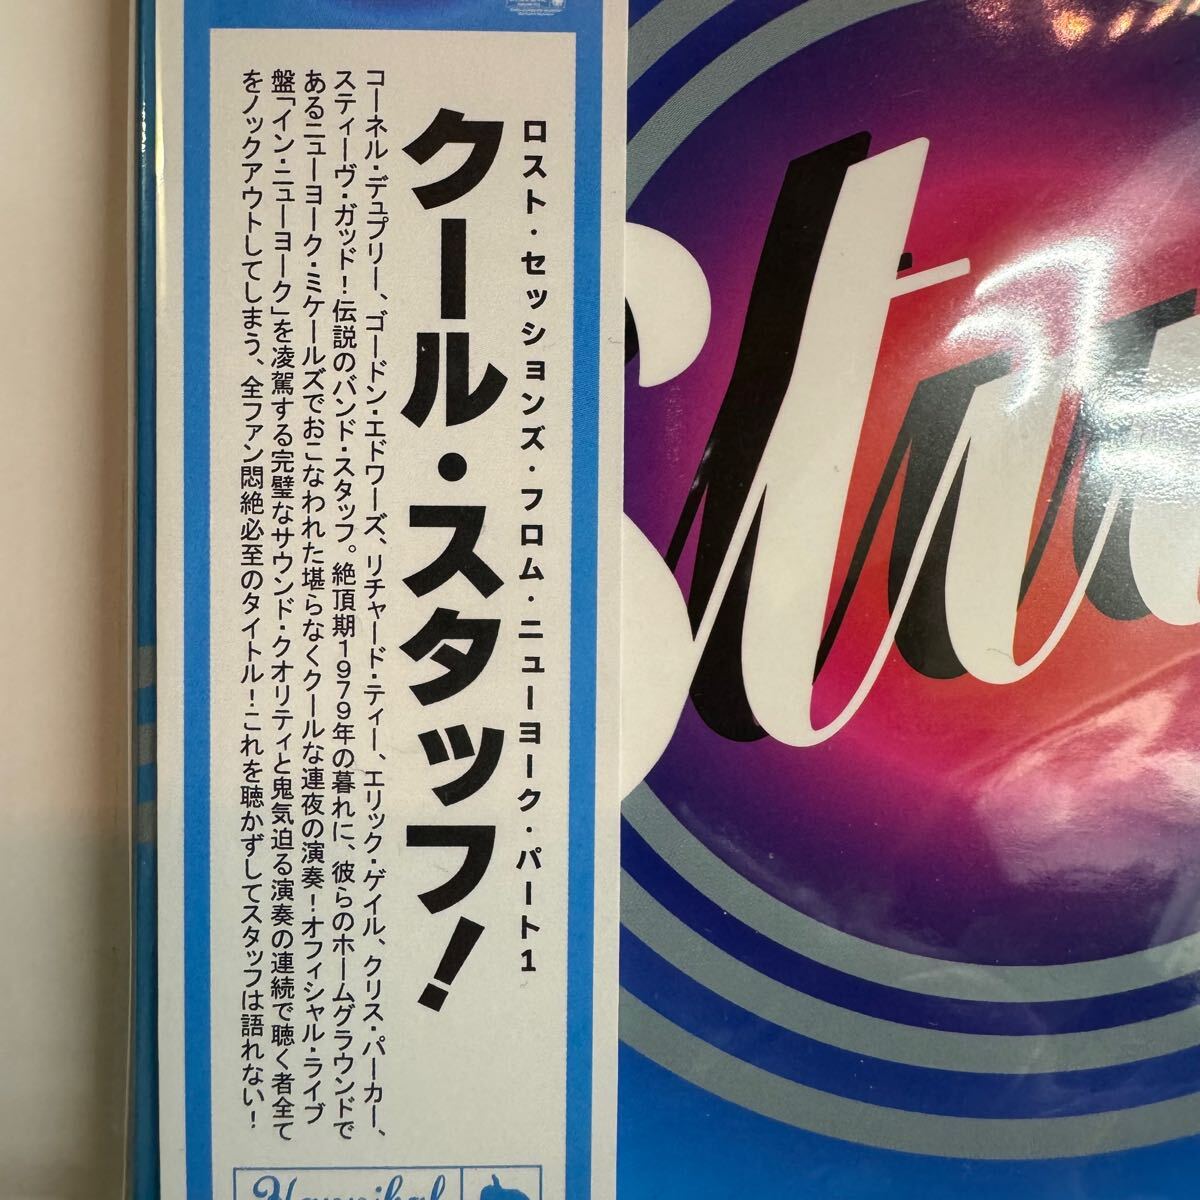 ロスト・セッションズ・フロム・ニューヨーク・パート1
クール・スタッフ!
コーネル・デュプリー、ゴードン・エドワーズ、リチャード・ティー、エリック・ゲイル、クリス・パーカー、
スティーヴ・ガッド!伝説のバンド・スタッフ。絶頂期1979年の暮れに、彼らのホームグラウンドで
あるニューヨーク・ミケールズでおこなわれた堪らなくクールな連夜の演奏!オフィシャル・ライブ
盤「イン・ニューヨーク」を凌駕する完璧なサウンド・クオリティと鬼気迫る演奏の連続で聴く者全て
をノックアウトしてしまう、全ファン悶絶必至のタイトル!これを聴かずしてスタッフは語れない!
Hannibal